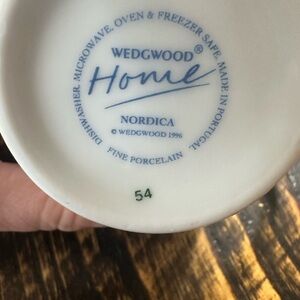 DISHWASHER, MICROWAVE, OVEN & FREEZER SAFE. MADE IN PORTUGAL
WEDGWOOD®
Home
NORDICA
© WEDGWOOD 1996
FINE PORCELAIN
54